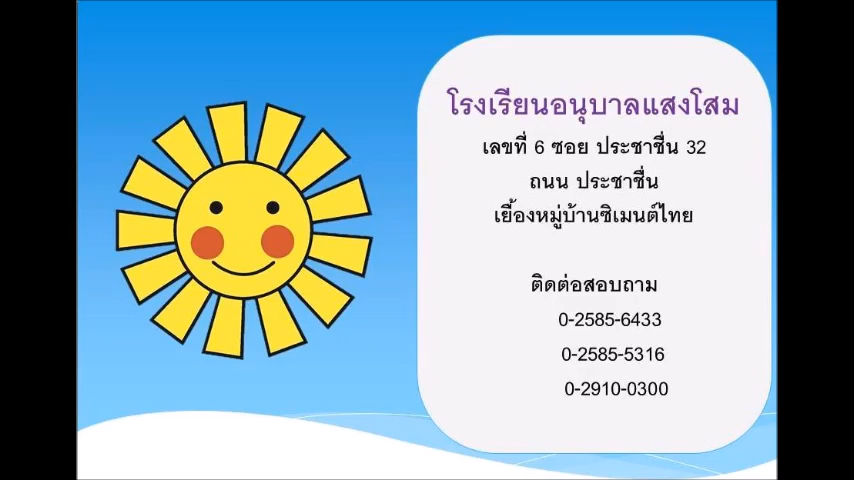 โรงเรียนอนุบาลแสงโสม
เลขที่ 6 ซอย ประชาชื่น 32
ถนน ประชาชื่น
เยื้องหมู่บ้านซิเมนต์ไทย
ติดต่อสอบถาม
0-2585-6433
0-2585-5316
0-2910-0300